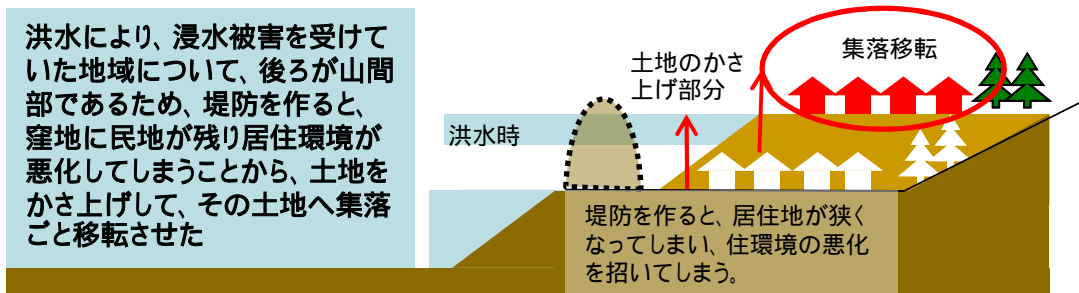 洪水により、浸水被害を受けて
いた地域について、後ろが山間
部であるため、堤防を作ると、
窪地に民地が残り居住環境が
悪化してしまうことから、土地を
かさ上げして、その土地へ集落
ごと移転させた
土地のかさ
上げ部分
集落移転
洪水時
堤防を作ると、居住地が狭く
なってしまい、住環境の悪化
を招いてしまう。